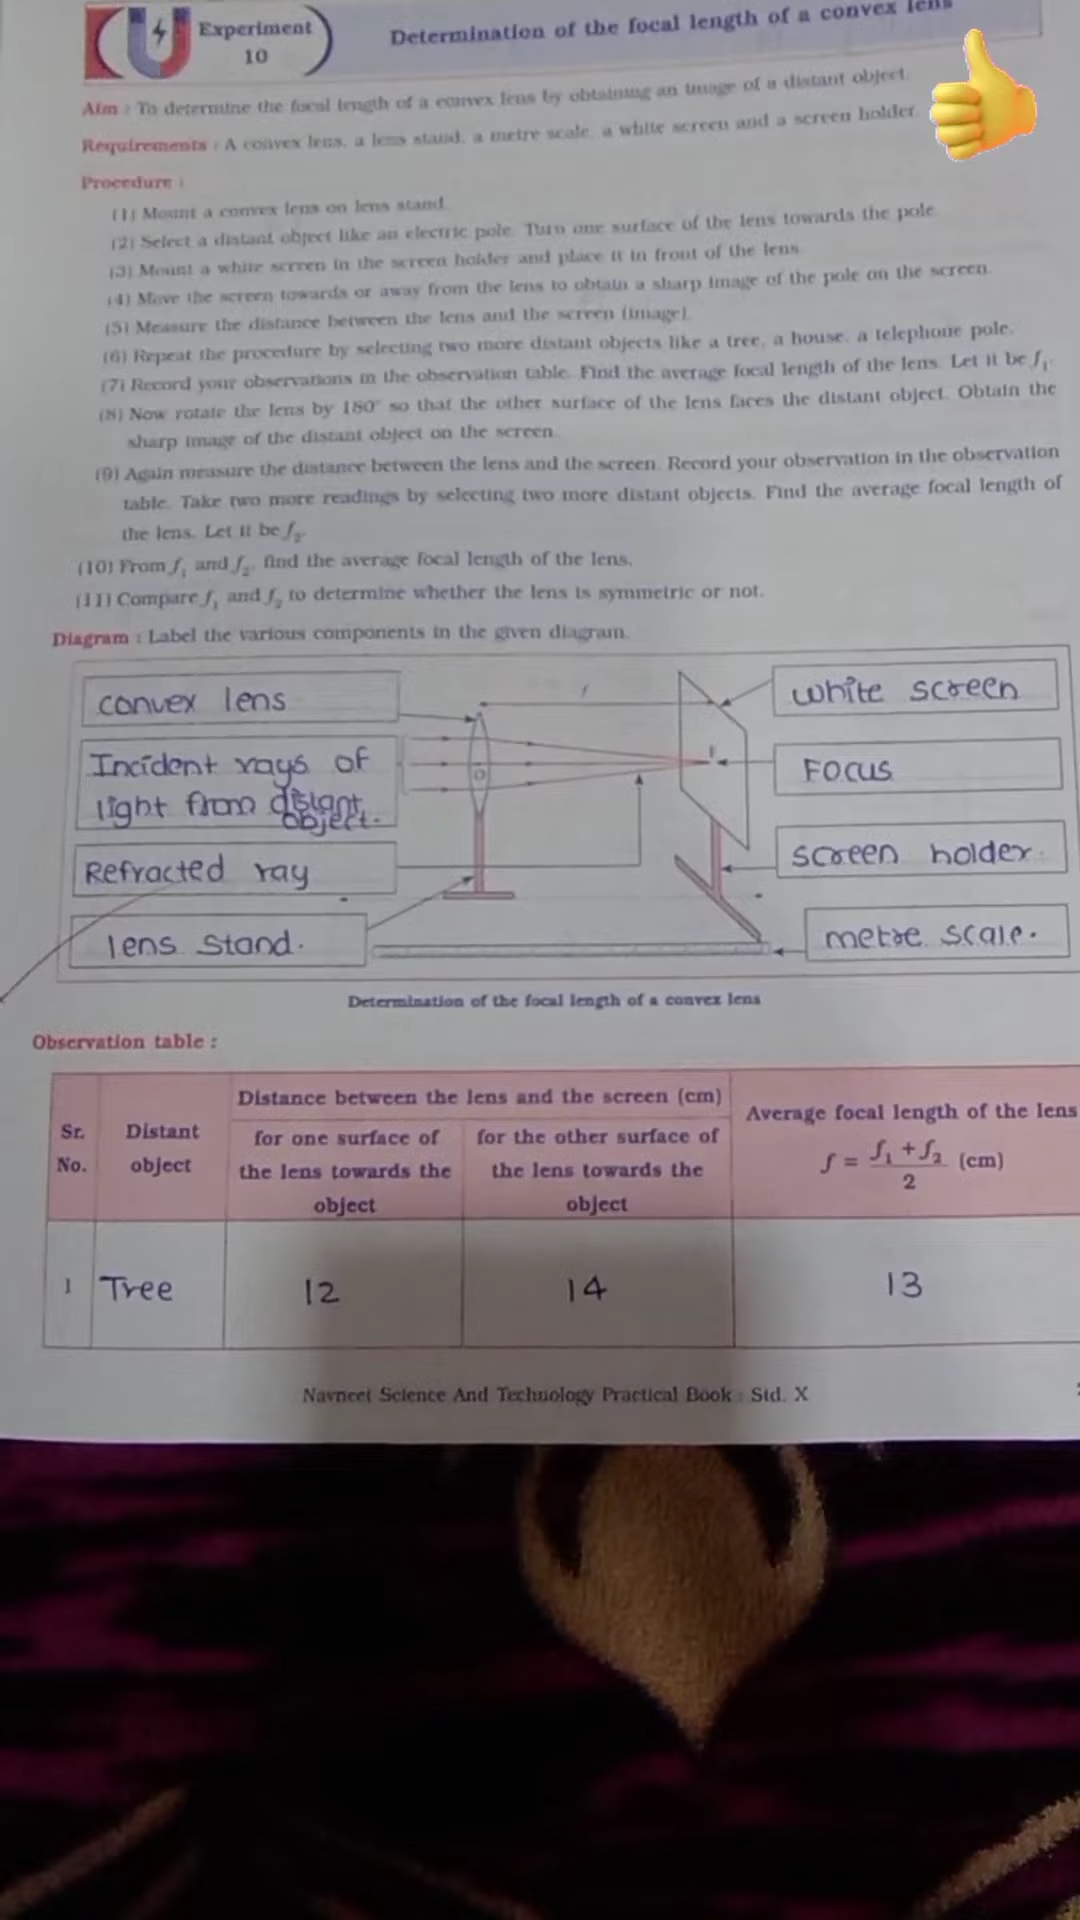 Experiment
10
Determination of the focal length of a convex lens
Aim : To determine the focal length of a convex lens by obtaining an image of a distant object.
Requirements : A convex lens, a lens stand, a metre scale, a white screen and a screen holder.
Procedure :
(1) Mount a convex lens on lens stand.
(2) Select a distant object like an electric pole. Turn one surface of the lens towards the pole.
(3) Mount a white screen in the screen holder and place it in front of the lens.
(4) Move the screen towards or away from the lens to obtain a sharp image of the pole on the screen.
(5) Measure the distance between the lens and the screen (image).
(6) Repeat the procedure by selecting two more distant objects like a tree, a house, a telephone pole.
(7) Record your observations in the observation table. Find the average focal length of the lens. Let it be f₁.
(8) Now rotate the lens by 180° so that the other surface of the lens faces the distant object. Obtain the
sharp image of the distant object on the screen.
(9) Again measure the distance between the lens and the screen. Record your observation in the observation
table. Take two more readings by selecting two more distant objects. Find the average focal length of
the lens. Let it be f₂.
(10) From f₁ and f₂, find the average focal length of the lens.
(11) Compare f₁ and f₂ to determine whether the lens is symmetric or not.
Diagram : Label the various components in the given diagram.
convex lens
f
white screen
Incident rays of
light from distant
object.
O
F
Focus
Refracted ray
screen holder.
lens stand.
metre scale.
Determination of the focal length of a convex lens
Observation table :
Sr.
No.
Distant
object
Distance between the lens and the screen (cm)
for one surface of
the lens towards the
object
for the other surface of
the lens towards the
object
Average focal length of the lens
f = f₁ + f₂ / 2 (cm)
1 Tree 12 14 13
Navneet Science And Technology Practical Book : Std. X